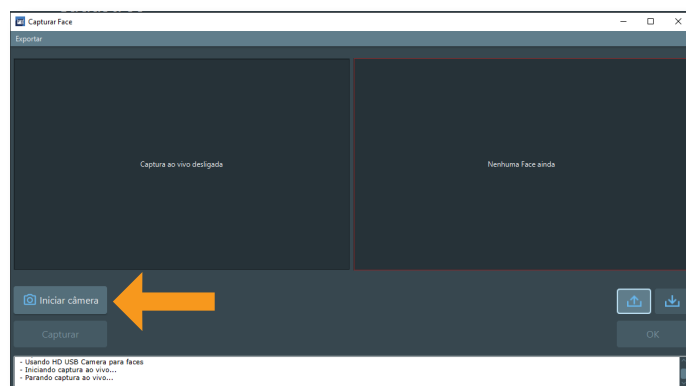 Capturar Face
Exportar
Captura ao vivo desligada
Nenhuma Face ainda
Iniciar câmera
Capturar
OK
- Usando HD USB Camera para faces
- Iniciando captura ao vivo...
- Parando captura ao vivo...